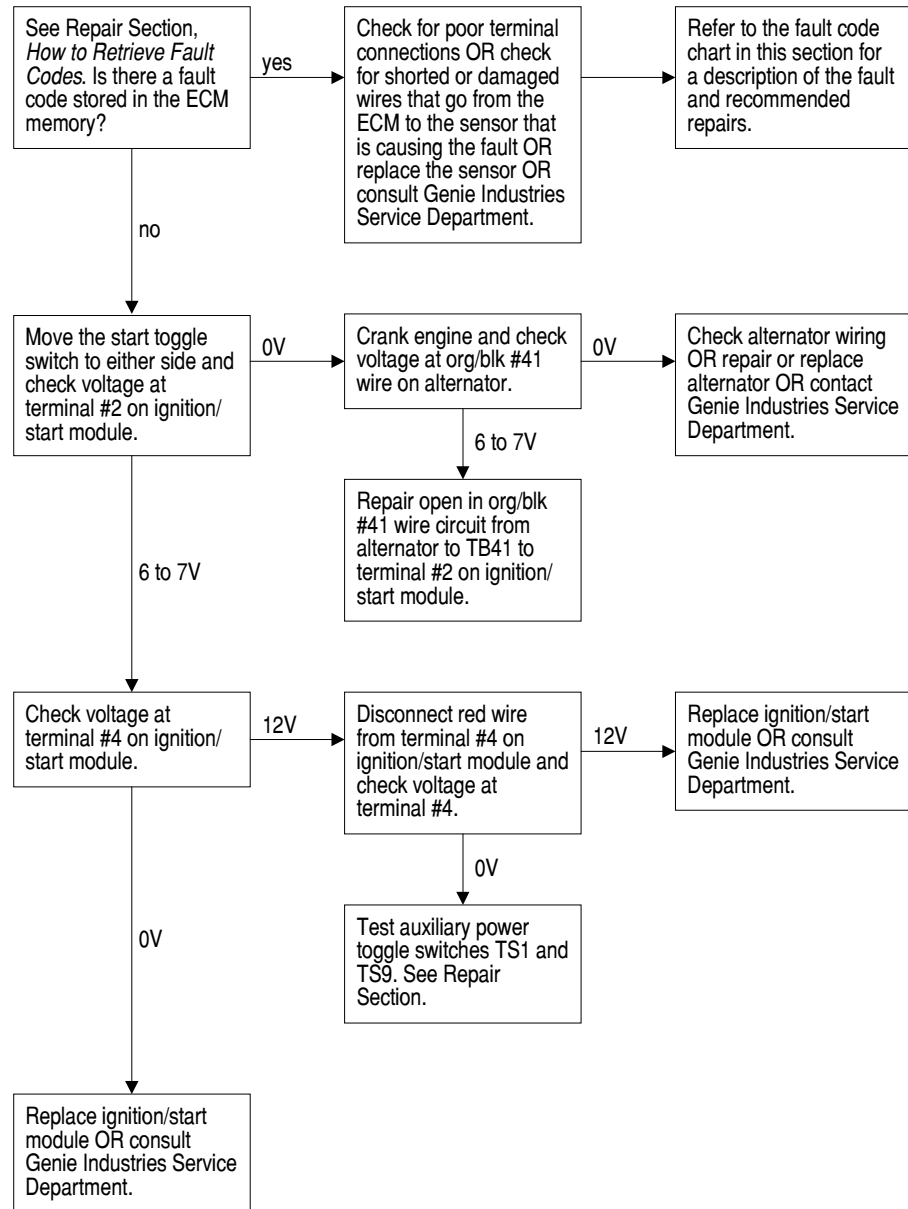 See Repair Section,
How to Retrieve Fault
Codes. Is there a fault
code stored in the ECM
memory?
yes
Check for poor terminal
connections OR check
for shorted or damaged
wires that go from the
ECM to the sensor that
is causing the fault OR
replace the sensor OR
consult Genie Industries
Service Department.
Refer to the fault code
chart in this section for
a description of the fault
and recommended
repairs.
no
Move the start toggle
switch to either side and
check voltage at
terminal #2 on ignition/
start module.
0V
Crank engine and check
voltage at org/blk #41
wire on alternator.
0V
Check alternator wiring
OR repair or replace
alternator OR contact
Genie Industries Service
Department.
6 to 7V
Repair open in org/blk
#41 wire circuit from
alternator to TB41 to
terminal #2 on ignition/
start module.
6 to 7V
Check voltage at
terminal #4 on ignition/
start module.
12V
Disconnect red wire
from terminal #4 on
ignition/start module and
check voltage at
terminal #4.
12V
Replace ignition/start
module OR consult
Genie Industries Service
Department.
0V
Test auxiliary power
toggle switches TS1 and
TS9. See Repair
Section.
0V
Replace ignition/start
module OR consult
Genie Industries Service
Department.